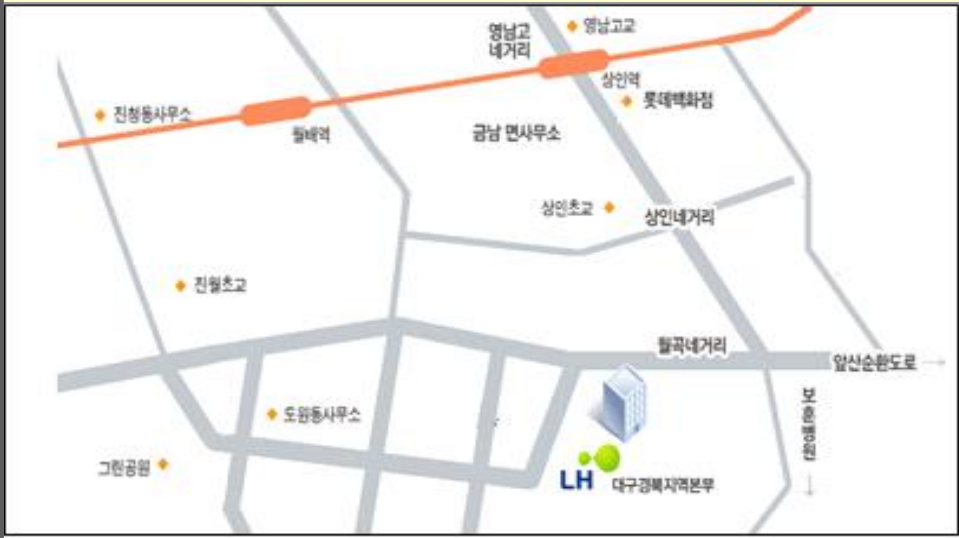 영남고
네거리
영남고교
상인역
롯데백화점
진청동사무소
월배역
금남 면사무소
상인초교
상인네거리
진월초교
월곡네거리
앞산순환도로
보훈병원
도원동사무소
그린공원
LH 대구경북지역본부